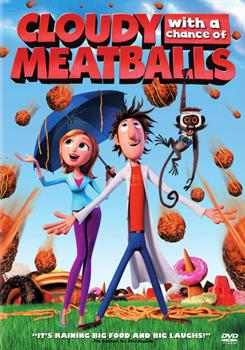 CLOUDY
with a
chance of
MEATBALLS
"IT'S RAINING BIG FOOD AND BIG LAUGHS!"
DVD